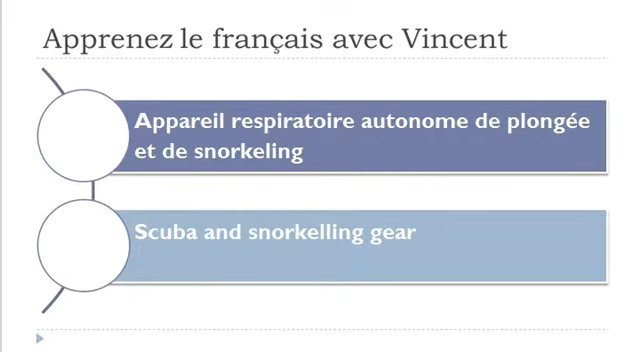 Apprenez le français avec Vincent
Appareil respiratoire autonome de plongée
et de snorkeling
Scuba and snorkelling gear